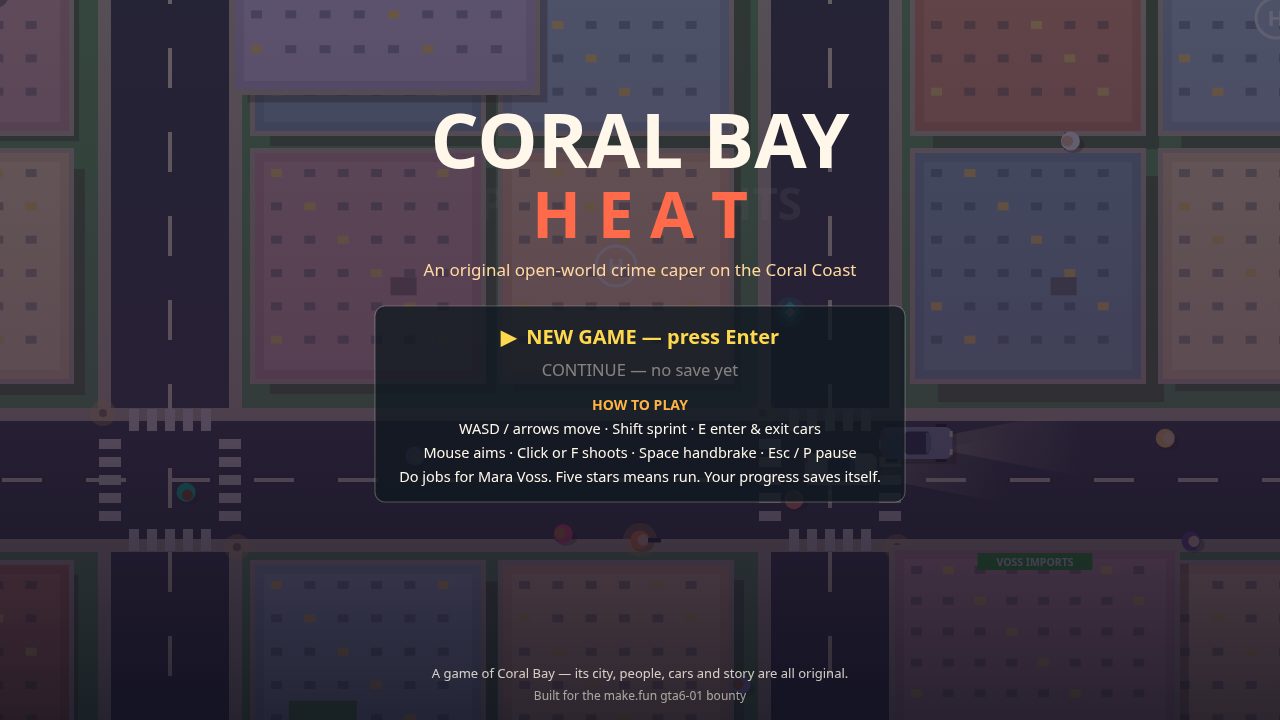 CORAL BAY
HEAT
An original open-world crime caper on the Coral Coast
▶ NEW GAME — press Enter
CONTINUE — no save yet
HOW TO PLAY
WASD / arrows move · Shift sprint · E enter & exit cars
Mouse aims · Click or F shoots · Space handbrake · Esc / P pause
Do jobs for Mara Voss. Five stars means run. Your progress saves itself.
VOSS IMPORTS
A game of Coral Bay — its city, people, cars and story are all original.
Built for the make.fun gta6-01 bounty